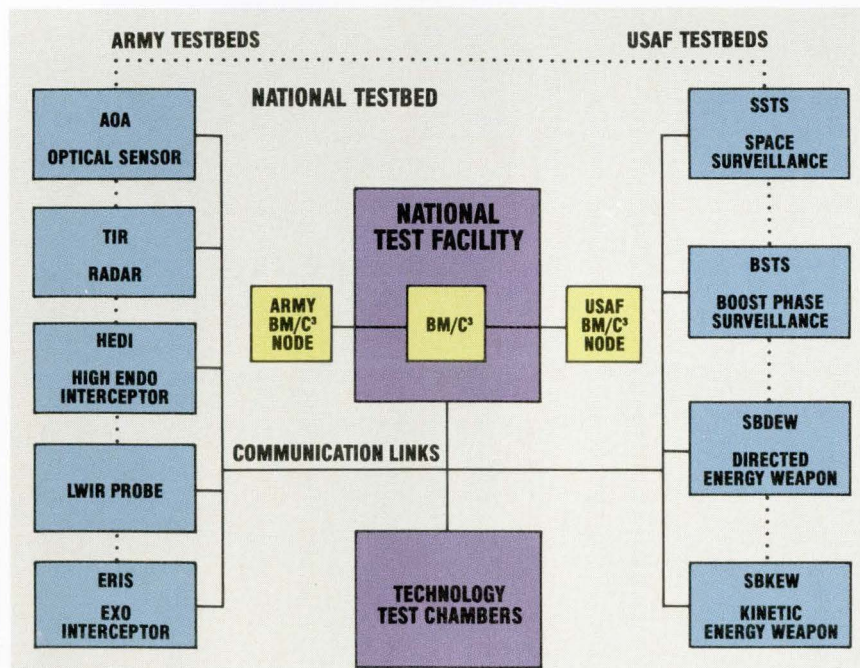 ARMY TESTBEDS
USAF TESTBEDS
NATIONAL TESTBED
AOA
OPTICAL SENSOR
TIR
RADAR
HEDI
HIGH ENDO
INTERCEPTOR
LWIR PROBE
ERIS
EXO
INTERCEPTOR
NATIONAL
TEST FACILITY
ARMY
BM/C³
NODE
BM/C³
USAF
BM/C³
NODE
COMMUNICATION LINKS
TECHNOLOGY
TEST CHAMBERS
SSTS
SPACE
SURVEILLANCE
BSTS
BOOST PHASE
SURVEILLANCE
SBDEW
DIRECTED
ENERGY WEAPON
SBKEW
KINETIC
ENERGY WEAPON